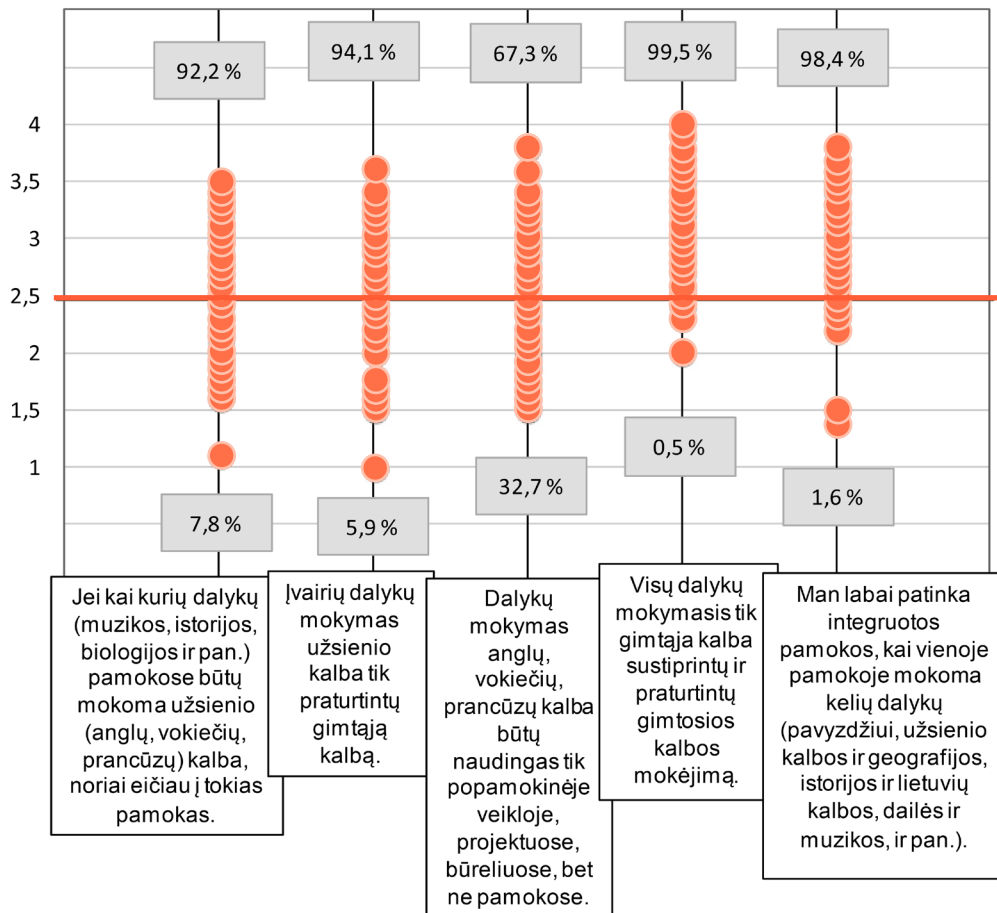 92,2 %
94,1 %
67,3 %
99,5 %
98,4 %
4
3,5
3
2,5
2
1,5
1
7,8 %
5,9 %
32,7 %
0,5 %
1,6 %
Jei kai kurių dalykų
(muzikos, istorijos,
biologijos ir pan.)
pamokose būtų
mokoma užsienio
(anglų, vokiečių,
prancūzų) kalba,
noriai eičiau į tokias
pamokas.
Įvairių dalykų
mokymas
užsienio
kalba tik
praturtintų
gimtąją
kalbą.
Dalykų
mokymas
anglų,
vokiečių,
prancūzų kalba
būtų
naudingas tik
popamokinėje
veikloje,
projektuose,
būreliuose, bet
ne pamokose.
Visų dalykų
mokymasis tik
gimtąja kalba
sustiprintų ir
praturtintų
gimtosios
kalbos
mokėjimą.
Man labai patinka
integruotos
pamokos, kai vienoje
pamokoje mokoma
kelių dalykų
(pavyzdžiui, užsienio
kalbos ir geografijos,
istorijos ir lietuvių
kalbos, dailės ir
muzikos, ir pan.).